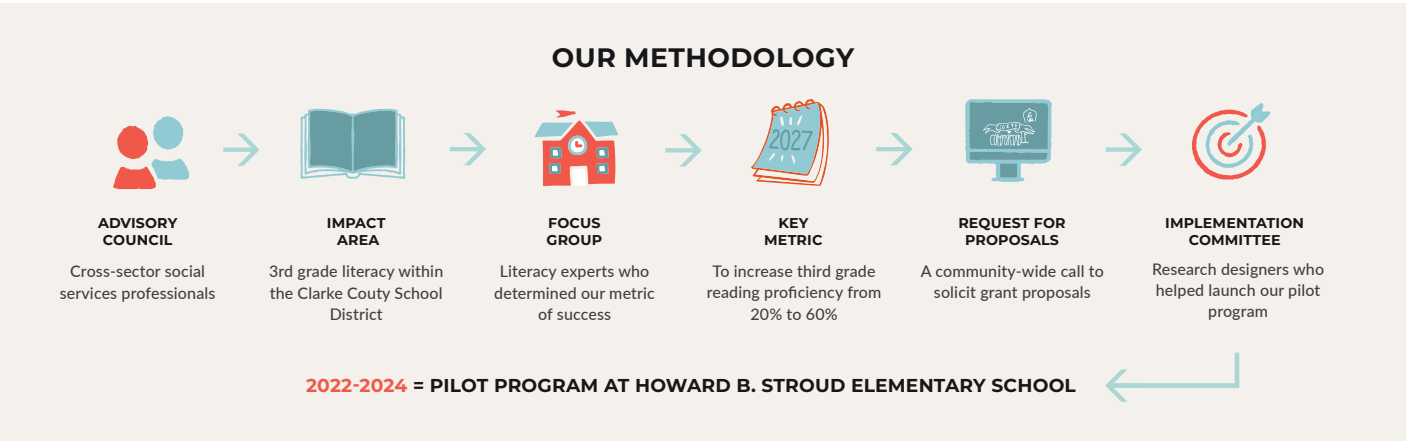 OUR METHODOLOGY
2027
ADVISORY
COUNCIL
Cross-sector social
services professionals
IMPACT
AREA
3rd grade literacy within
the Clarke Couty School
District
FOCUS
GROUP
Literacy experts who
determined our metric
of success
KEY
METRIC
To increase third grade
reading proficiency from
20% to 60%
REQUEST FOR
PROPOSALS
A community-wide call to
solicit grant proposals
IMPLEMENTATION
COMMITTEE
Research designers who
helped launch our pilot
program
2022-2024 = PILOT PROGRAM AT HOWARD B. STROUD ELEMENTARY SCHOOL